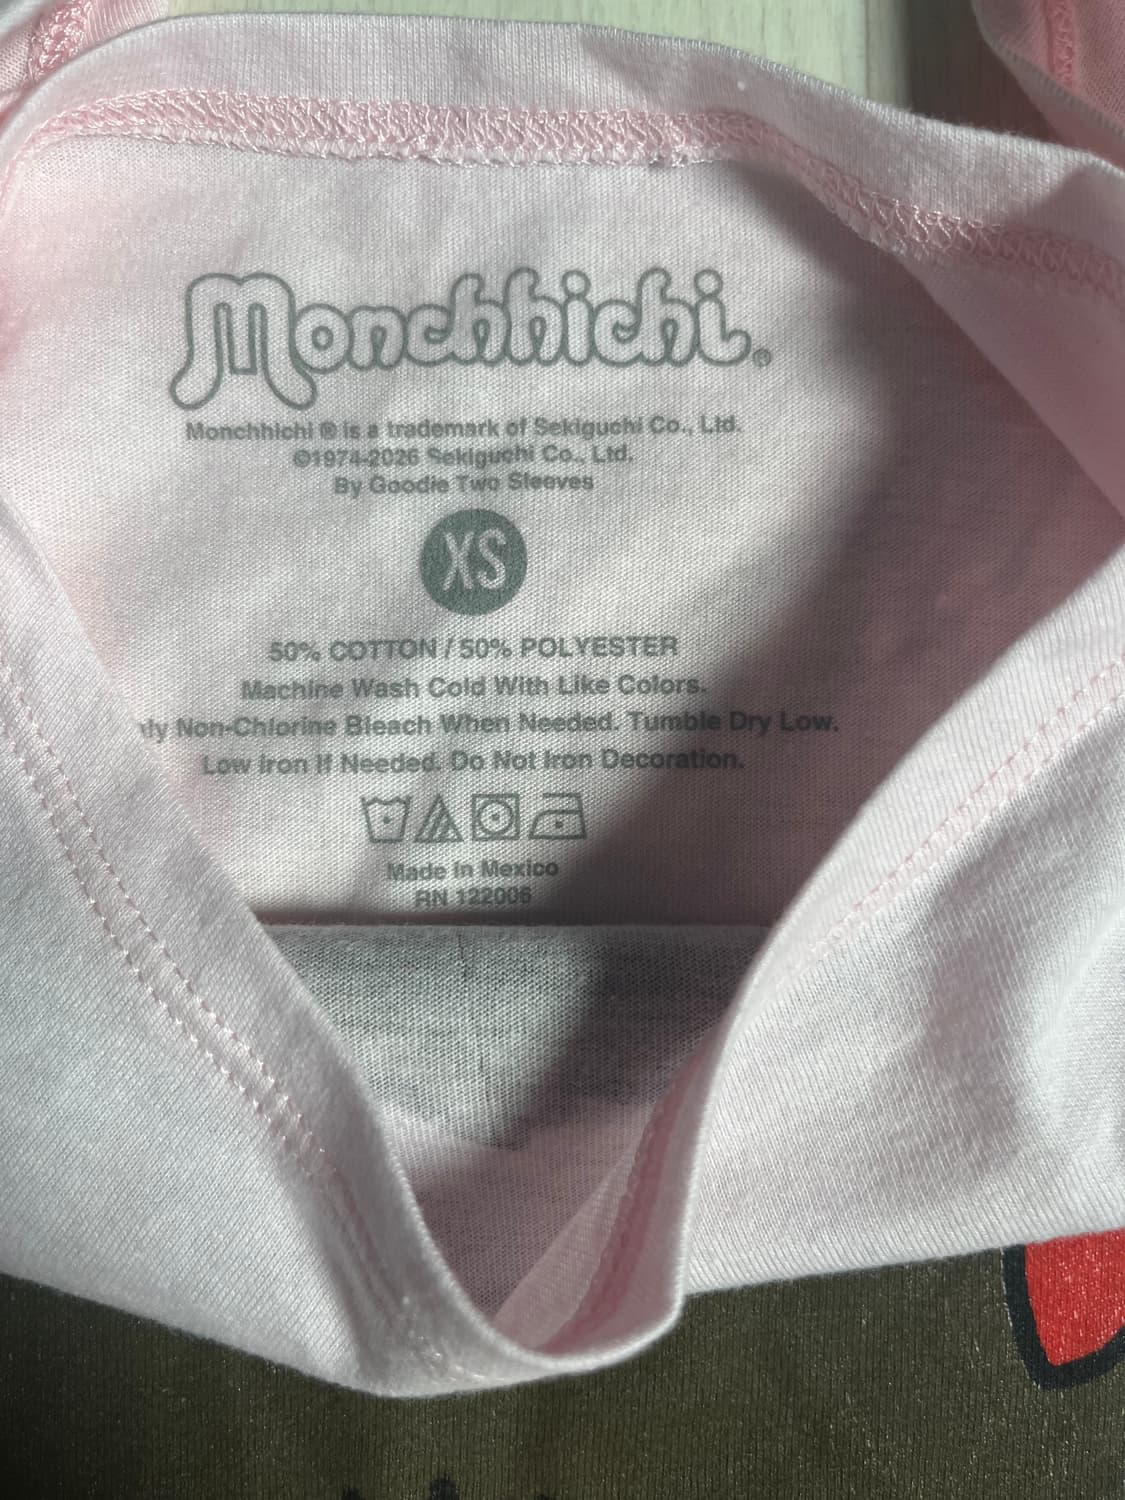 Monchhichi®
Monchhichi ® is a trademark of Sekiguchi Co., Ltd.
©1974-2026 Sekiguchi Co., Ltd.
By Goodie Two Sleeves
XS
50% COTTON / 50% POLYESTER
Machine Wash Cold With Like Colors.
Non-Chlorine Bleach When Needed. Tumble Dry Low.
Low Iron If Needed. Do Not Iron Decoration.
Made In Mexico
RN 122006